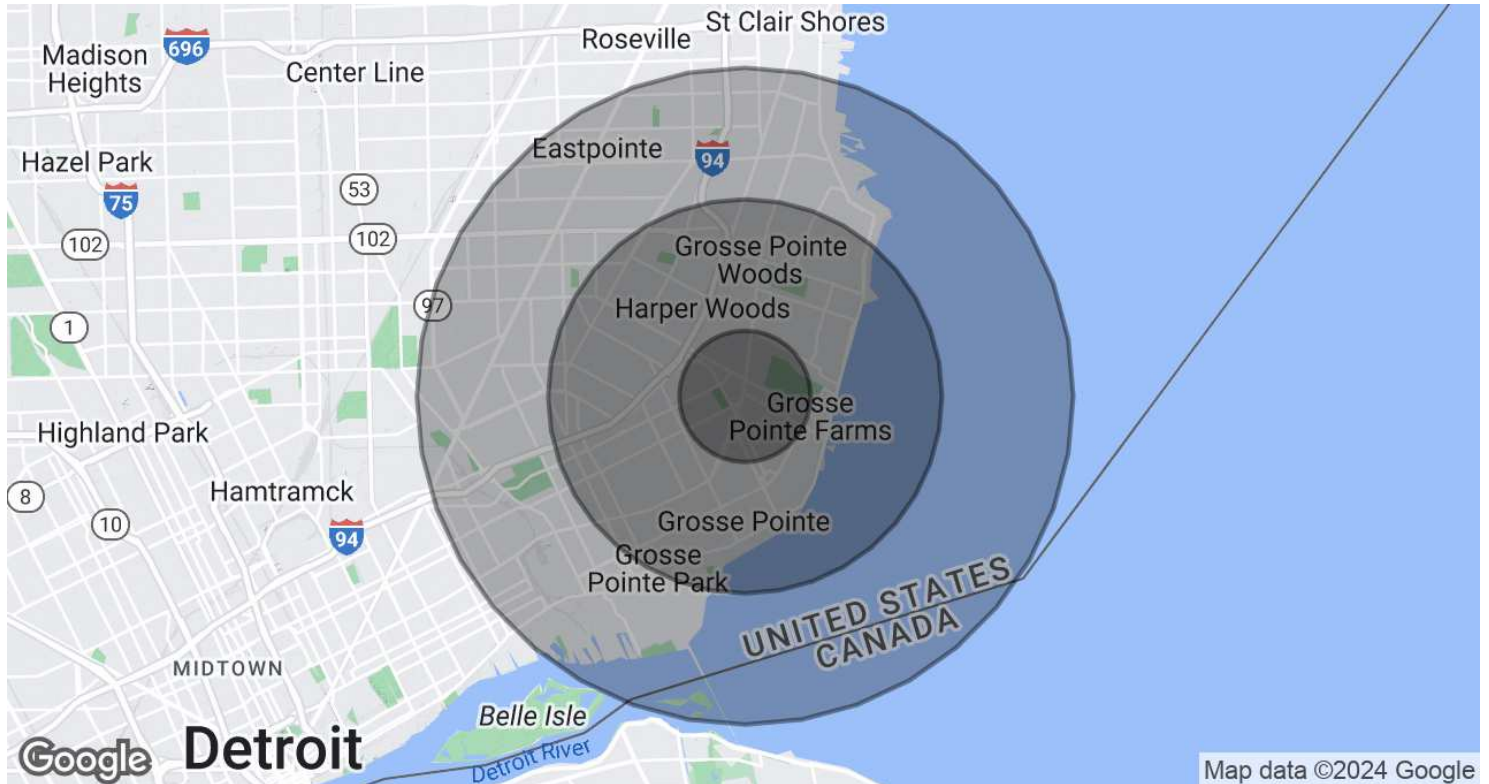 St Clair Shores
Roseville
Madison
Heights
696
Center Line
Eastpointe
94
Hazel Park
75
53
102
102
Grosse Pointe
Woods
97
Harper Woods
1
Grosse
Pointe Farms
Highland Park
8
Hamtramck
10
94
Grosse Pointe
Grosse
Pointe Park
UNITED STATES
CANADA
MIDTOWN
Belle Isle
Detroit River
Google
Detroit
Map data ©2024 Google